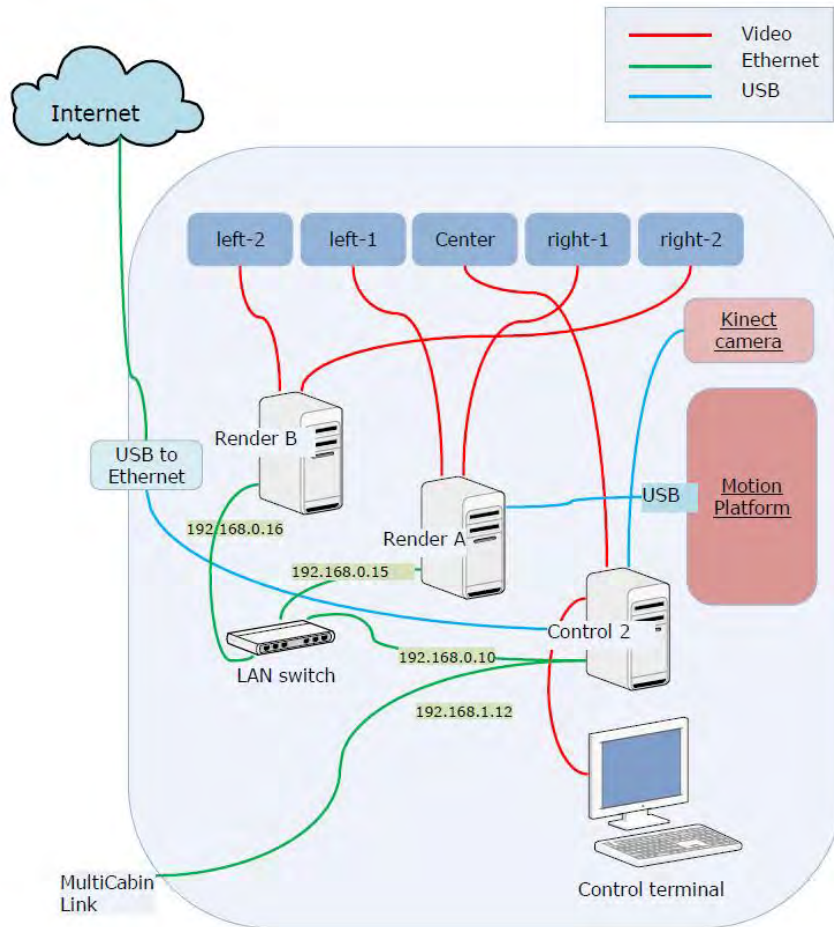 Video
Ethernet
USB
Internet
left-2
left-1
Center
right-1
right-2
Kinect
camera
Render B
USB to
Ethernet
USB
Motion
Platform
192.168.0.16
Render A
192.168.0.15
Control 2
LAN switch
192.168.0.10
192.168.1.12
MultiCabin
Link
Control terminal